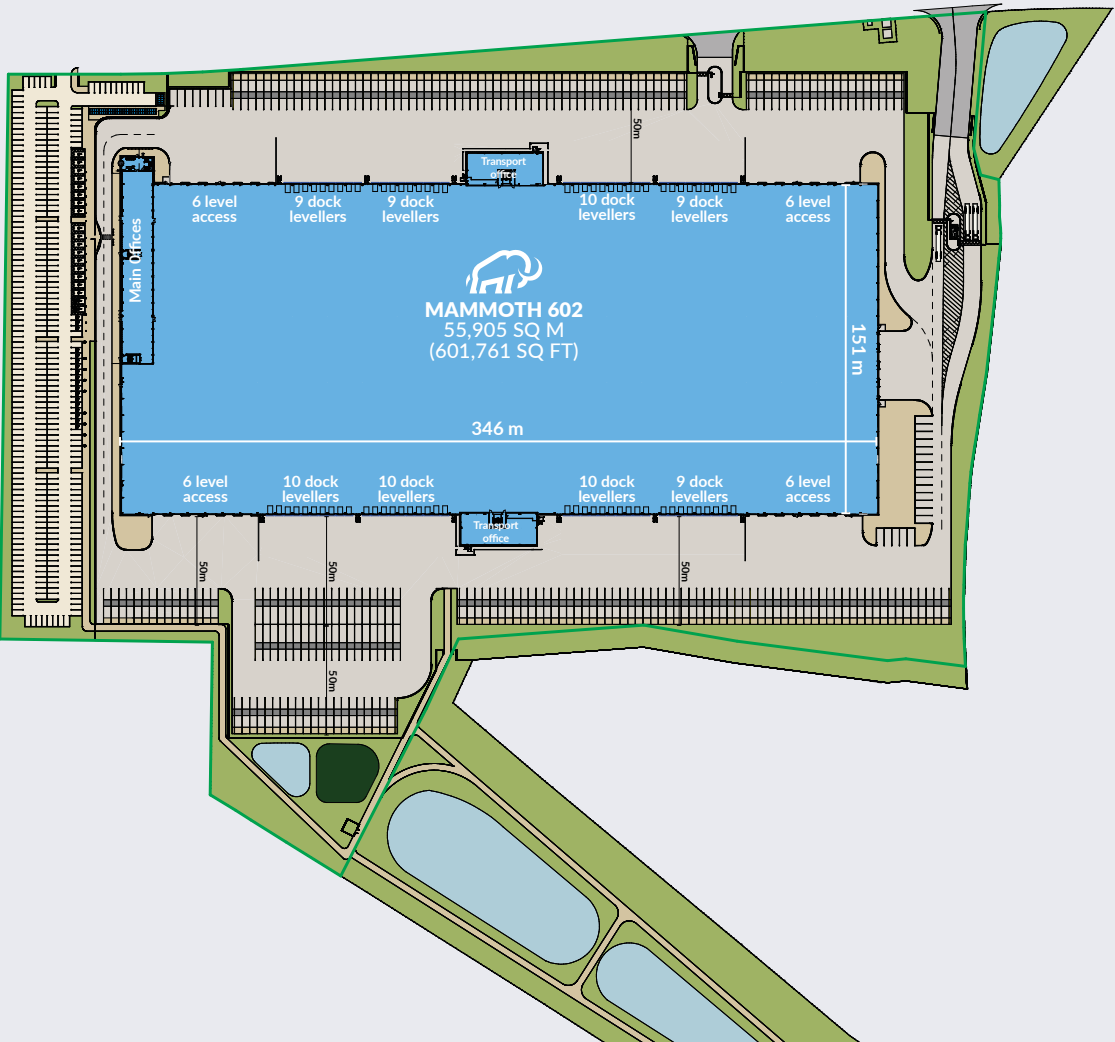 50m
Transport
office
6 level
access
9 dock
levellers
9 dock
levellers
10 dock
levellers
9 dock
levellers
6 level
access
Main Offices
MAMMOTH 602
55,905 SQ M
(601,761 SQ FT)
151 m
346 m
6 level
access
10 dock
levellers
10 dock
levellers
10 dock
levellers
9 dock
levellers
6 level
access
Transport
office
50m
50m
50m
50m